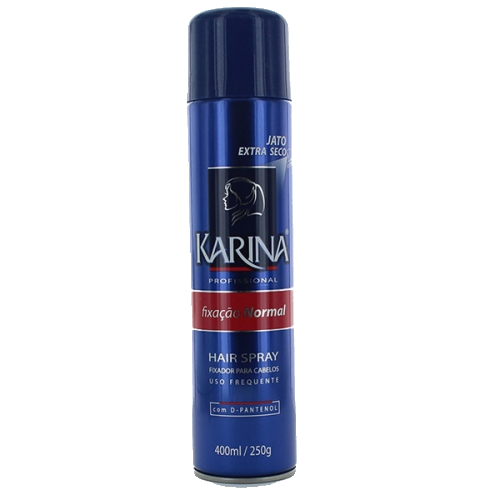 JATO
EXTRA SECO
KARINA®
PROFISSIONAL
fixação Normal
HAIR SPRAY
FIXADOR PARA CABELOS
USO FREQUENTE
com D-PANTENOL
400ml / 250g